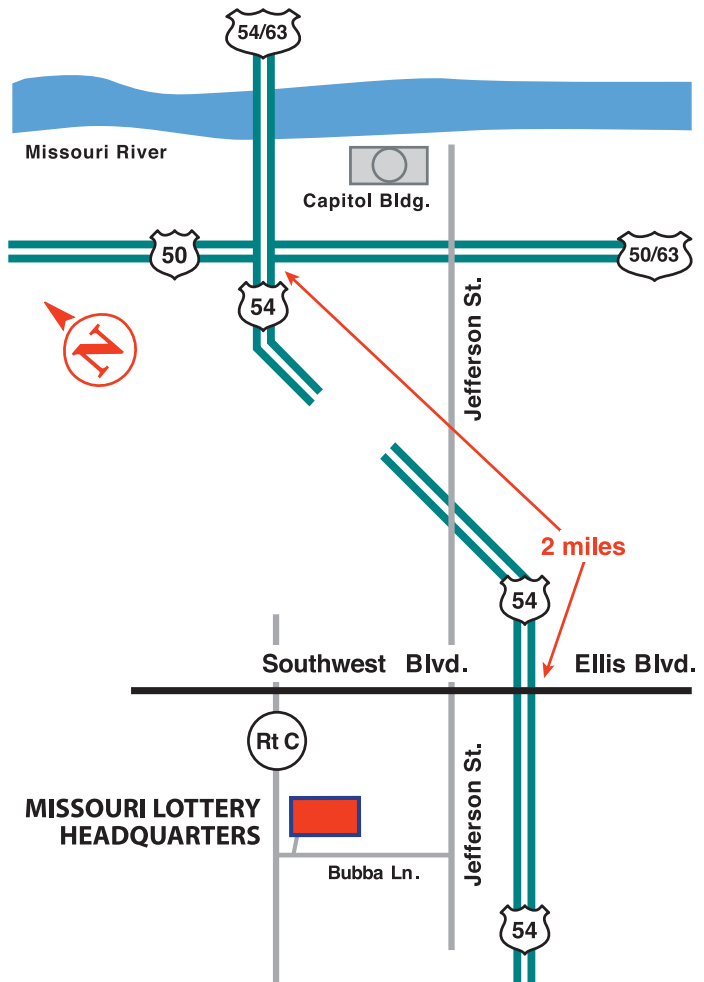 54/63
Missouri River
Capitol Bldg.
50
50/63
54
Jefferson St.
N
2 miles
54
Southwest Blvd.
Ellis Blvd.
Rt C
MISSOURI LOTTERY
HEADQUARTERS
Jefferson St.
Bubba Ln.
54